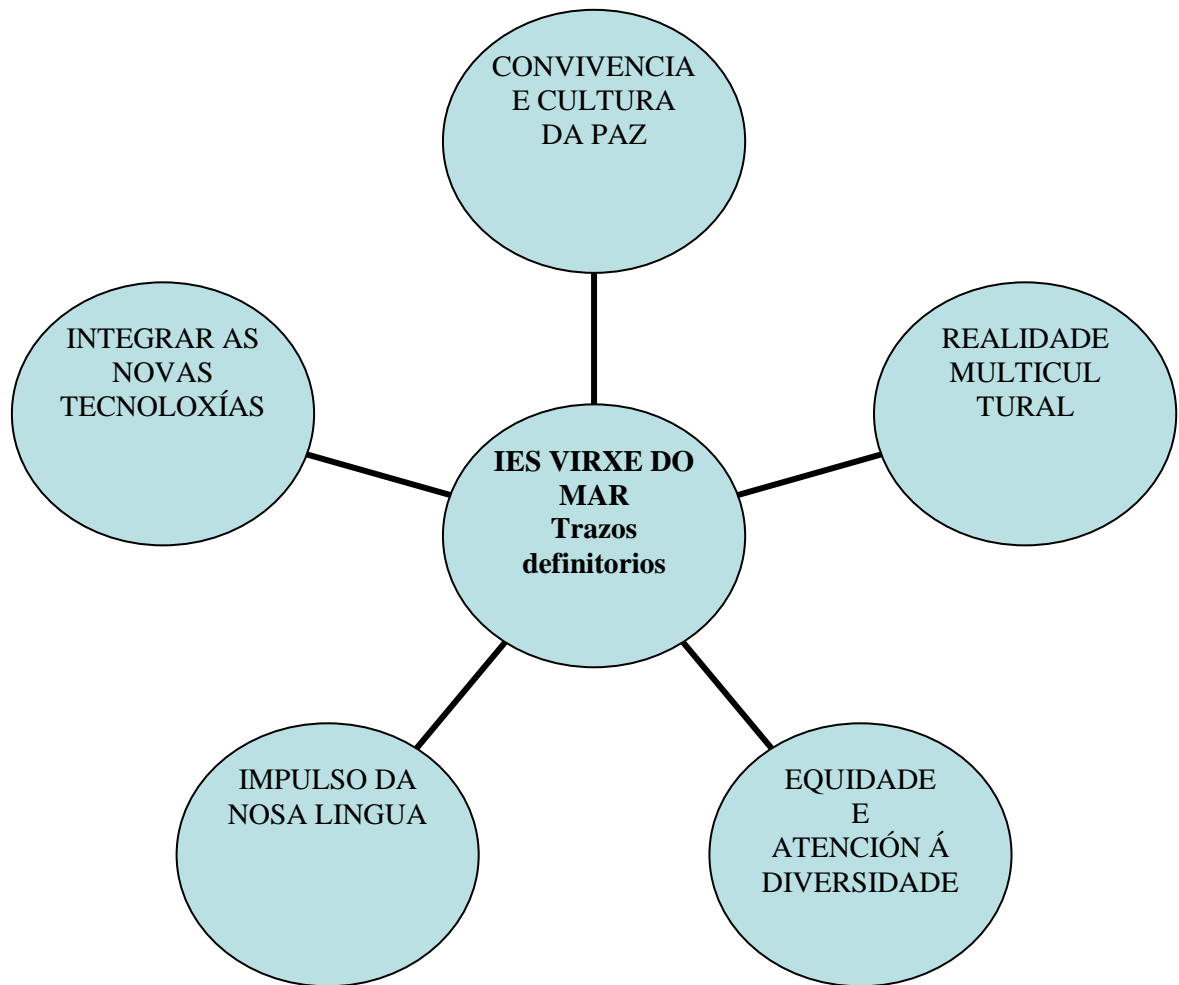 CONVIVENCIA
E CULTURA
DA PAZ
INTEGRAR AS
NOVAS
TECNOLOXÍAS
REALIDADE
MULTICUL
TURAL
IES VIRXE DO
MAR
Trazos
definitorios
IMPULSO DA
NOSA LINGUA
EQUIDADE
E
ATENCIÓN Á
DIVERSIDADE